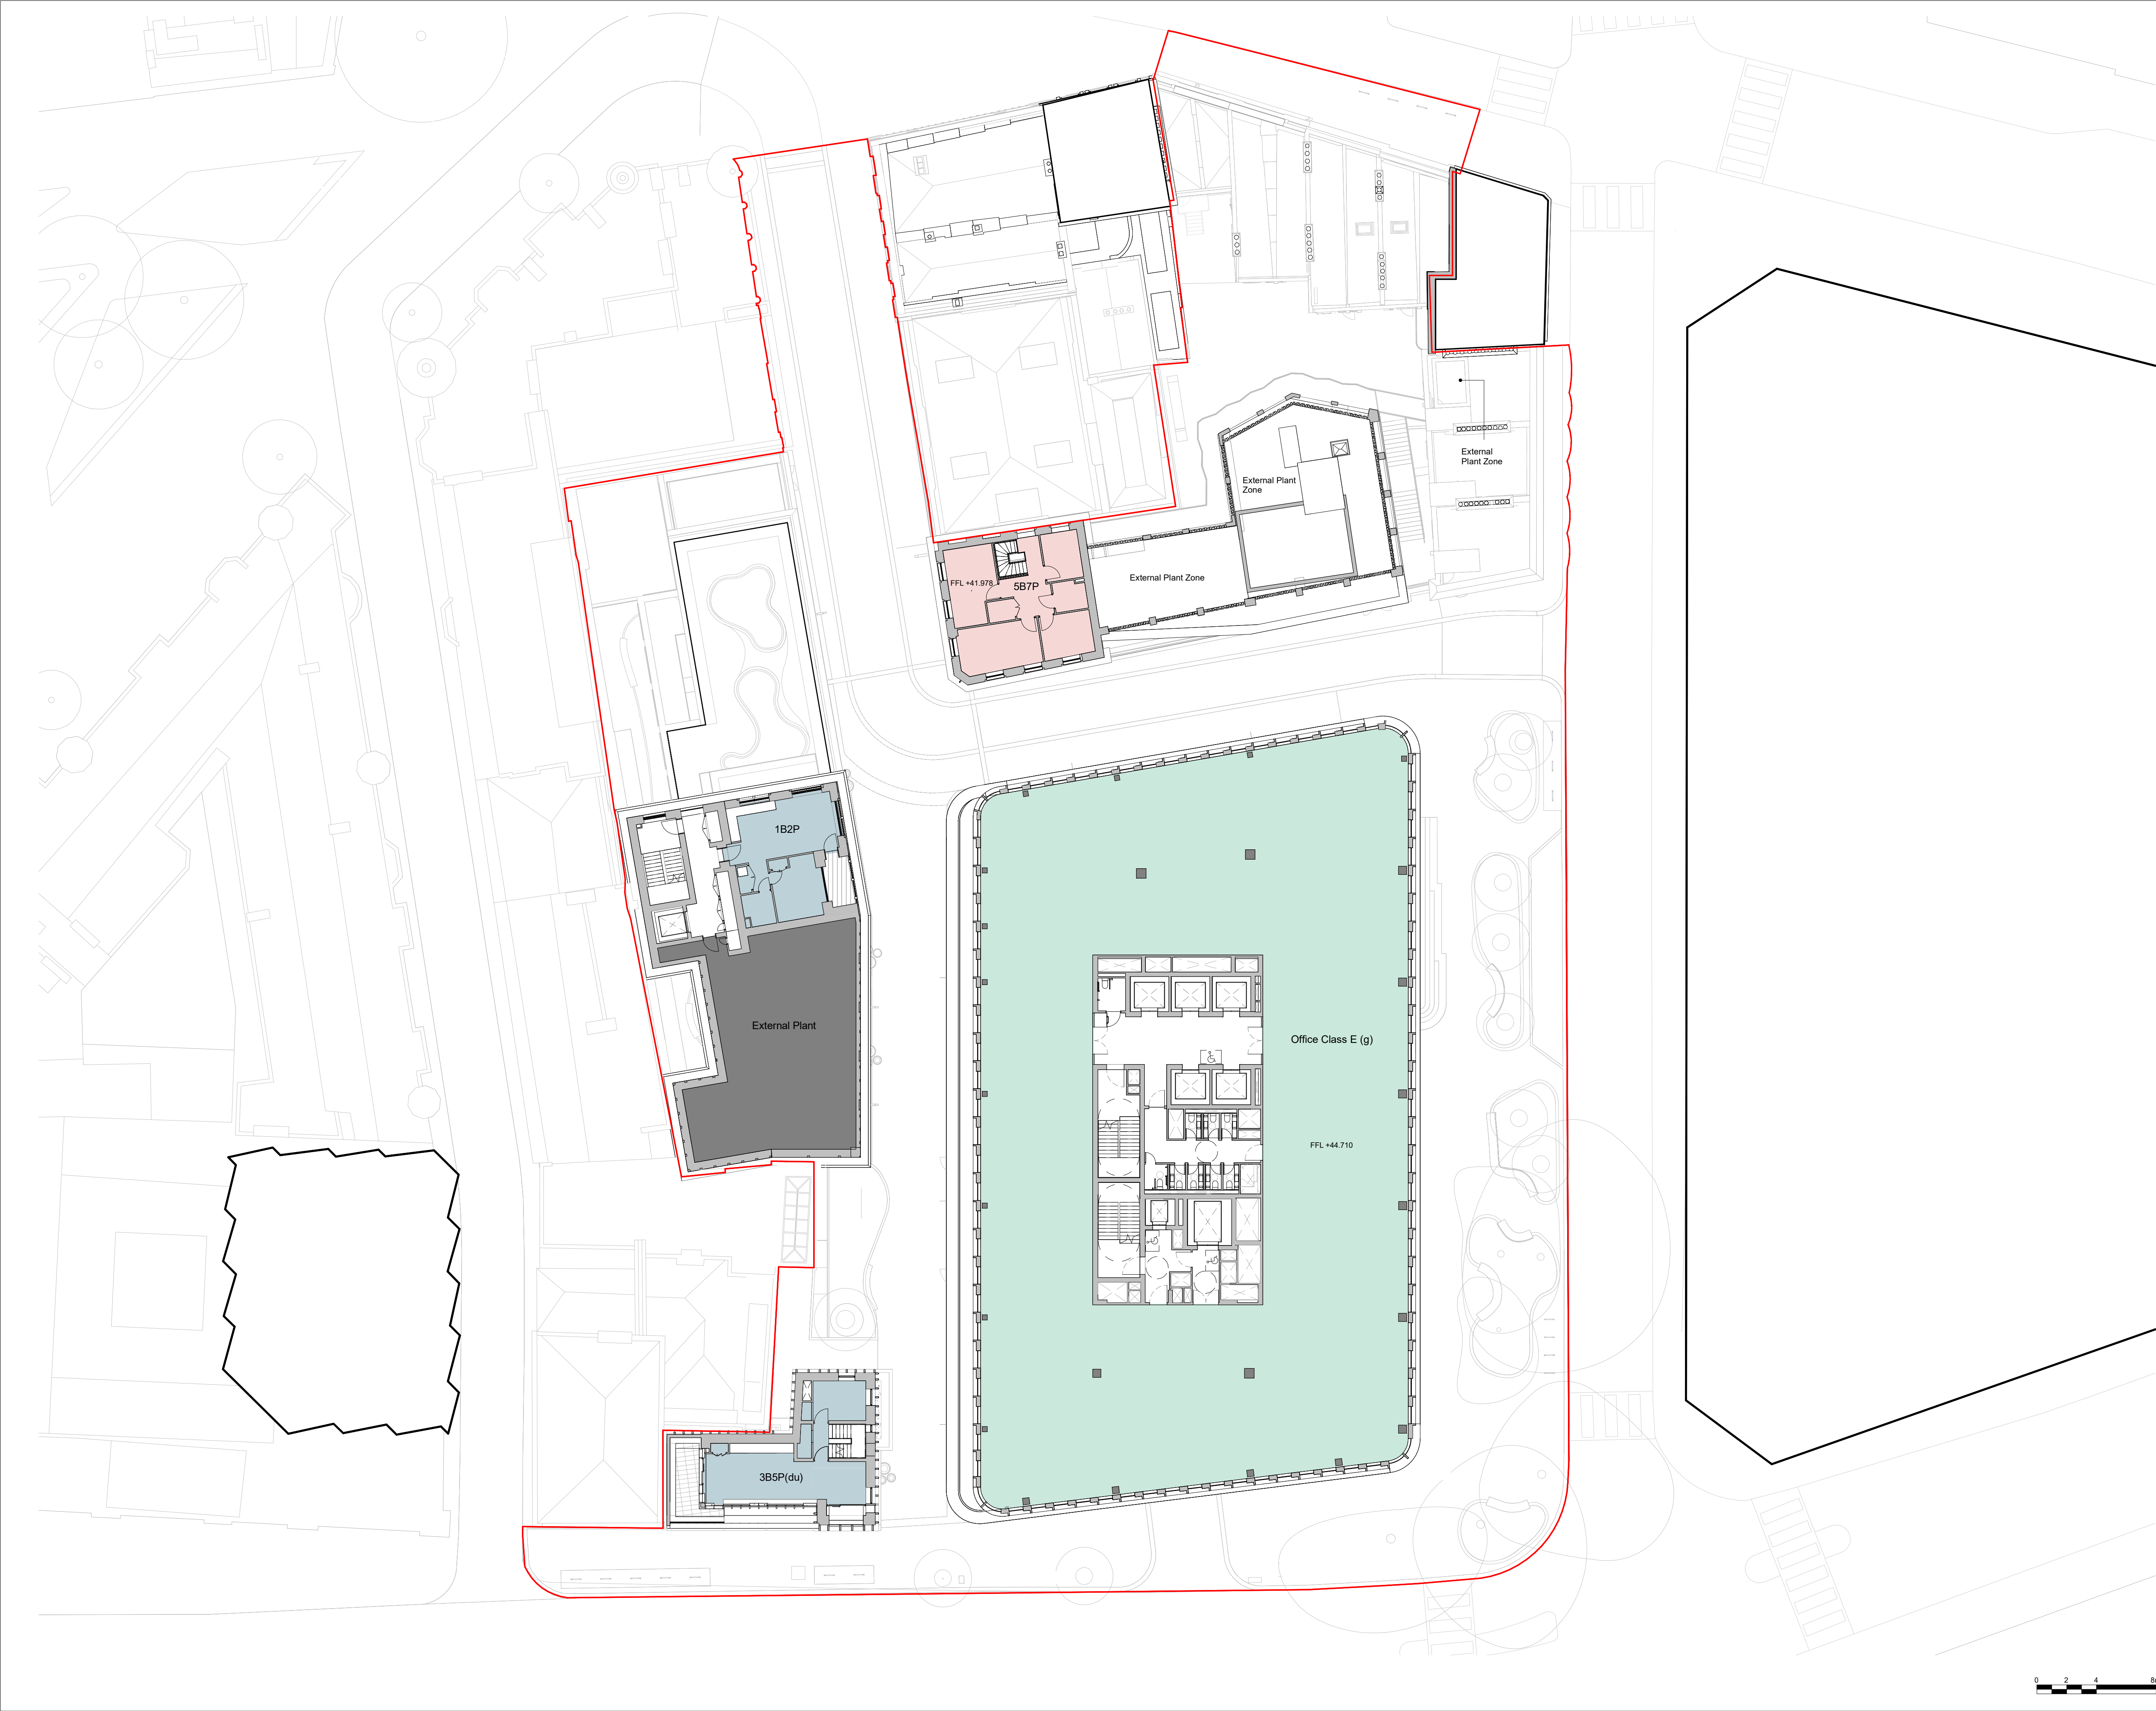 External
Plant Zone
External Plant
Zone
FFL +41.978
5B7P
External Plant Zone
1B2P
External Plant
Office Class E (g)
FFL +44.710
3B5P(du)
0 2 4 8